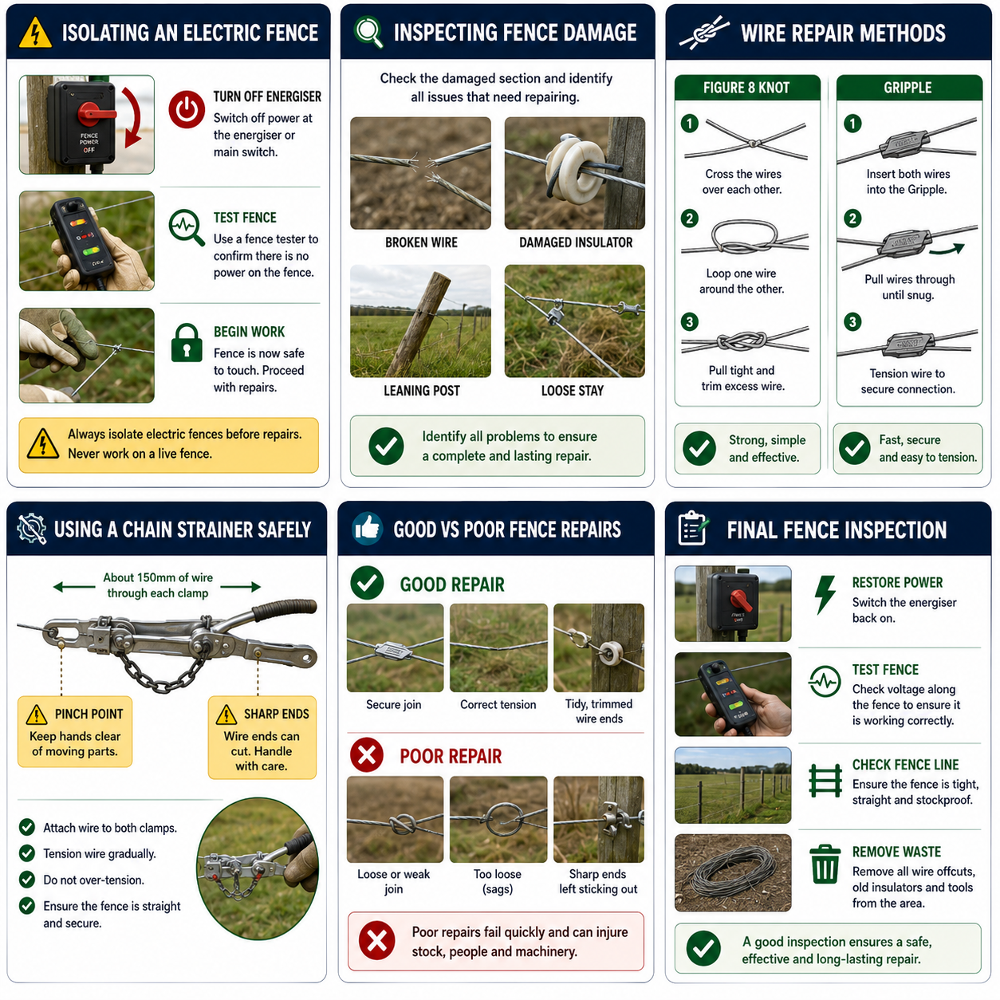 ISOLATING AN ELECTRIC FENCE
FENCE
POWER
OFF
TURN OFF ENERGISER
Switch off power at
the energiser or
main switch.
TEST FENCE
Use a fence tester to
confirm there is no
power on the fence.
BEGIN WORK
Fence is now safe
to touch. Proceed
with repairs.
Always isolate electric fences before repairs.
Never work on a live fence.
INSPECTING FENCE DAMAGE
Check the damaged section and identify
all issues that need repairing.
BROKEN WIRE
DAMAGED INSULATOR
LEANING POST
LOOSE STAY
Identify all problems to ensure
a complete and lasting repair.
WIRE REPAIR METHODS
FIGURE 8 KNOT
1
Cross the wires
over each other.
2
Loop one wire
around the other.
3
Pull tight and
trim excess wire.
Strong, simple
and effective.
GRIPPLE
1
Insert both wires
into the Gripple.
2
Pull wires through
until snug.
3
Tension wire to
secure connection.
Fast, secure
and easy to tension.
USING A CHAIN STRAINER SAFELY
About 150mm of wire
through each clamp
PINCH POINT
Keep hands clear
of moving parts.
SHARP ENDS
Wire ends can
cut. Handle
with care.
Attach wire to both clamps.
Tension wire gradually.
Do not over-tension.
Ensure the fence is straight
and secure.
GOOD VS POOR FENCE REPAIRS
GOOD REPAIR
Secure join
Correct tension
Tidy, trimmed
wire ends
POOR REPAIR
Loose or weak
join
Too loose
(sags)
Sharp ends
left sticking out
Poor repairs fail quickly and can injure
stock, people and machinery.
FINAL FENCE INSPECTION
RESTORE POWER
Switch the energiser
back on.
TEST FENCE
Check voltage along
the fence to ensure it
is working correctly.
CHECK FENCE LINE
Ensure the fence is tight,
straight and stockproof.
REMOVE WASTE
Remove all wire offcuts,
old insulators and tools
from the area.
A good inspection ensures a safe,
effective and long-lasting repair.